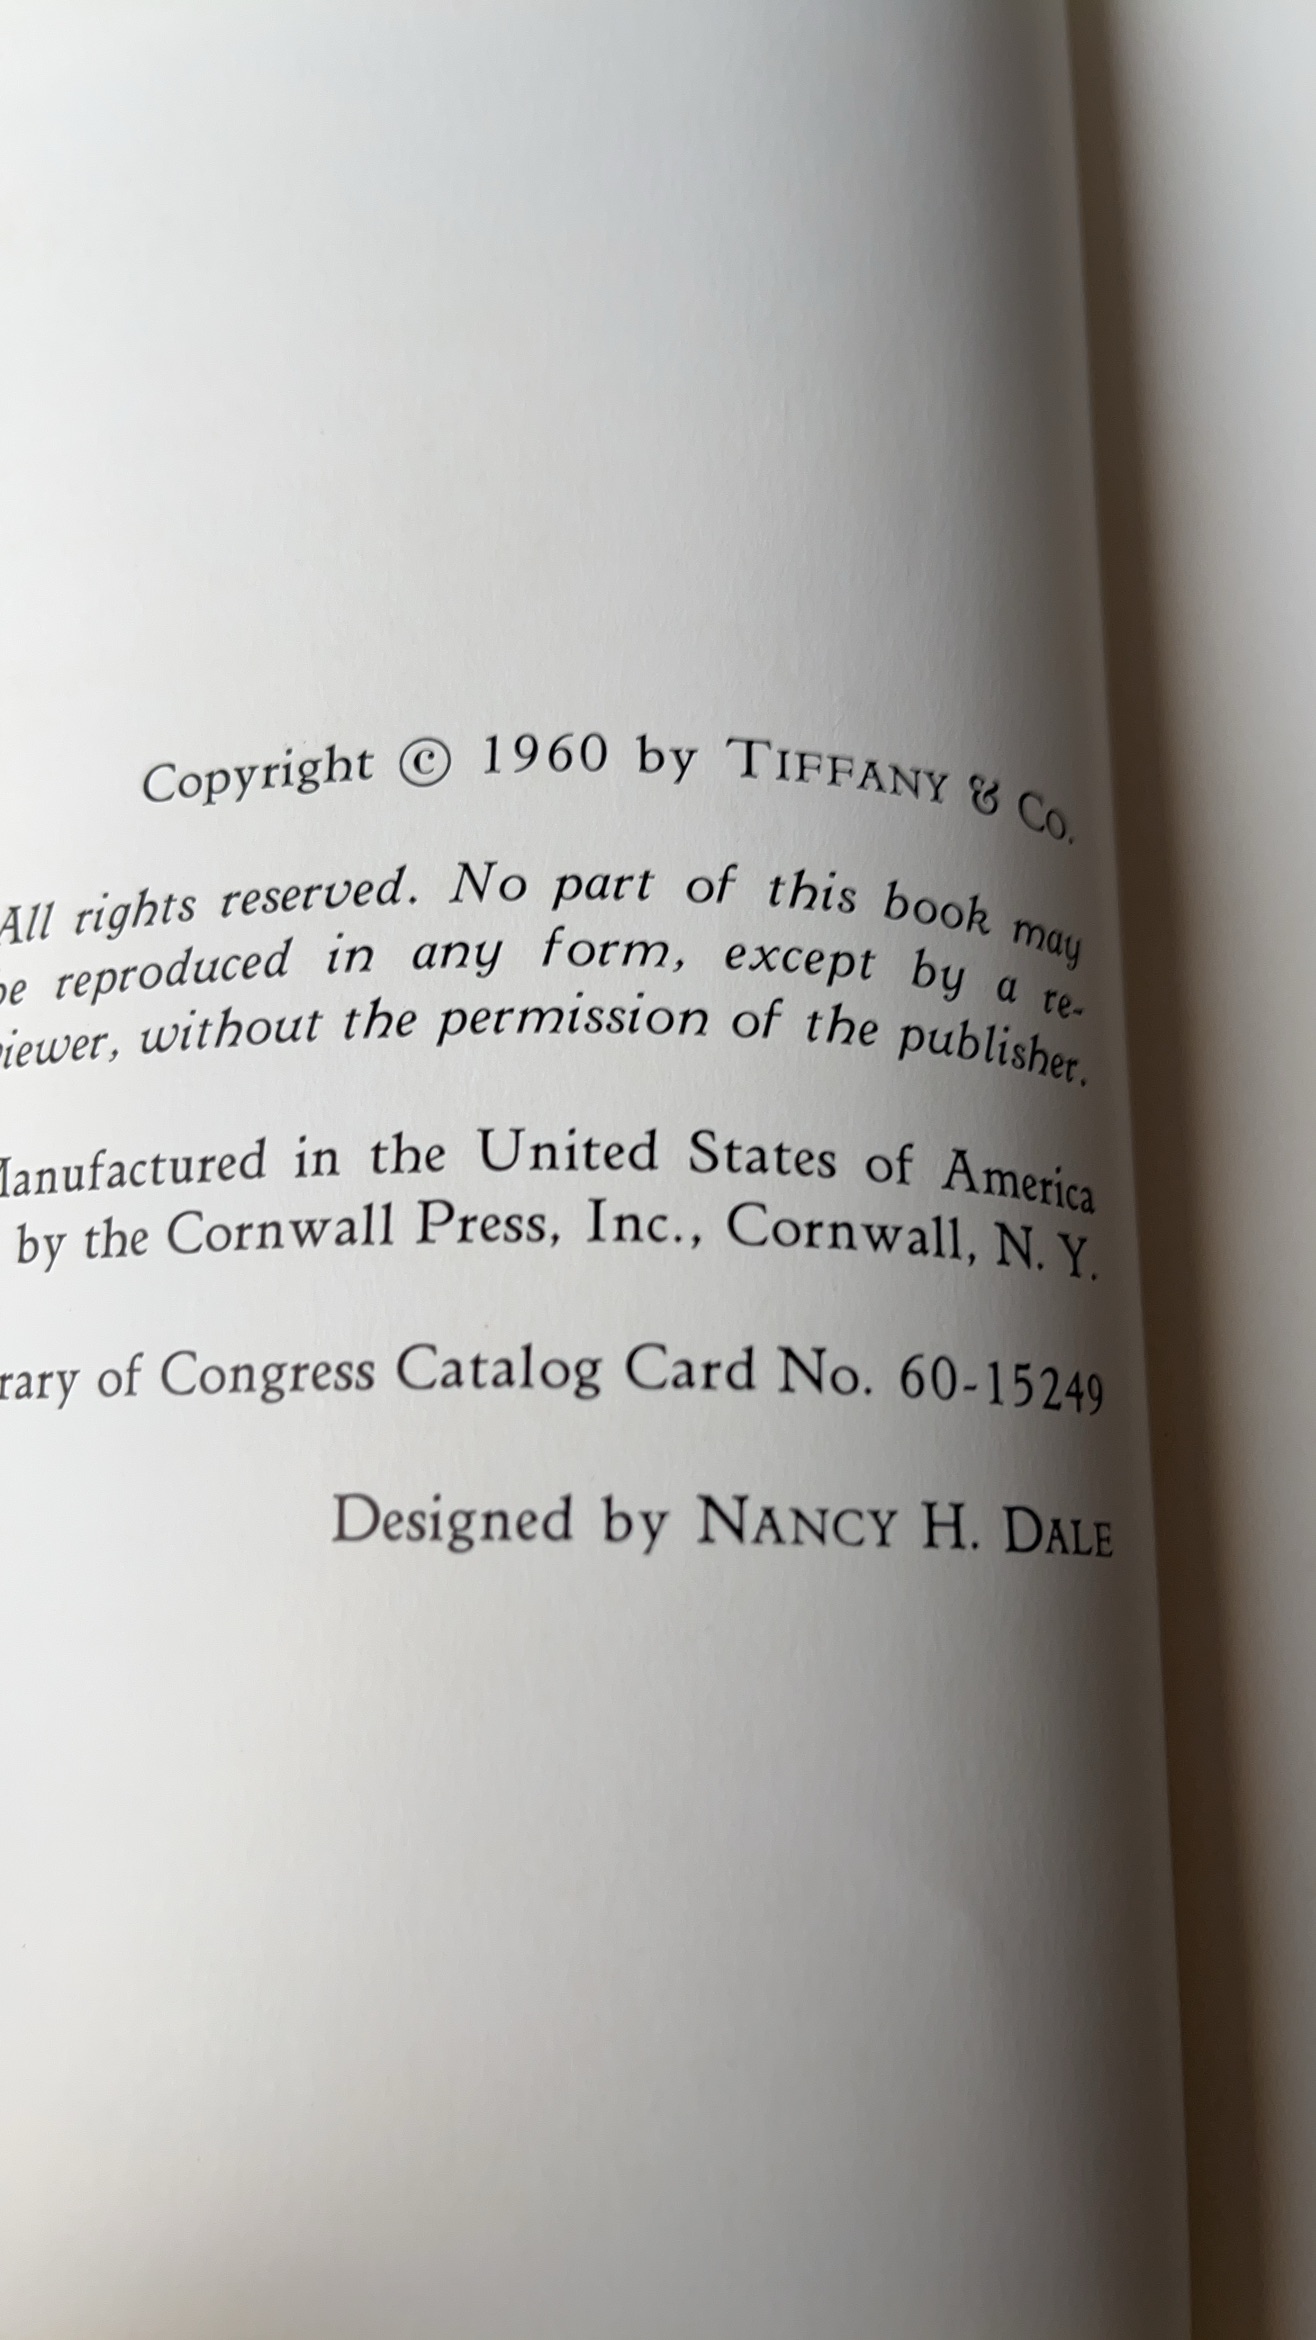 Copyright © 1960 by TIFFANY & Co.
All rights reserved. No part of this book may
be reproduced in any form, except by a re-
viewer, without the permission of the publisher.
Manufactured in the United States of America
by the Cornwall Press, Inc., Cornwall, N. Y.
rary of Congress Catalog Card No. 60-15249
Designed by NANCY H. DALE